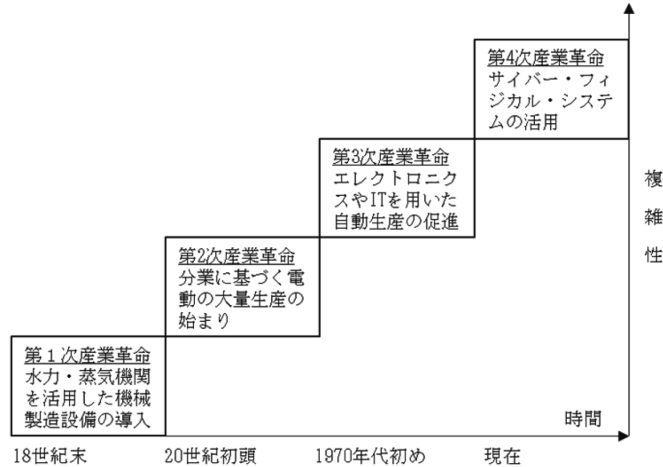 第4次産業革命
サイバー・フィ
ジカル・システ
ムの活用
第3次産業革命
エレクトロニク
スやITを用いた
自動生産の促進
第2次産業革命
分業に基づく電
動の大量生産の
始まり
第１次産業革命
水力・蒸気機関
を活用した機械
製造設備の導入
複雑性
時間
18世紀末
20世紀初頭
1970年代初め
現在